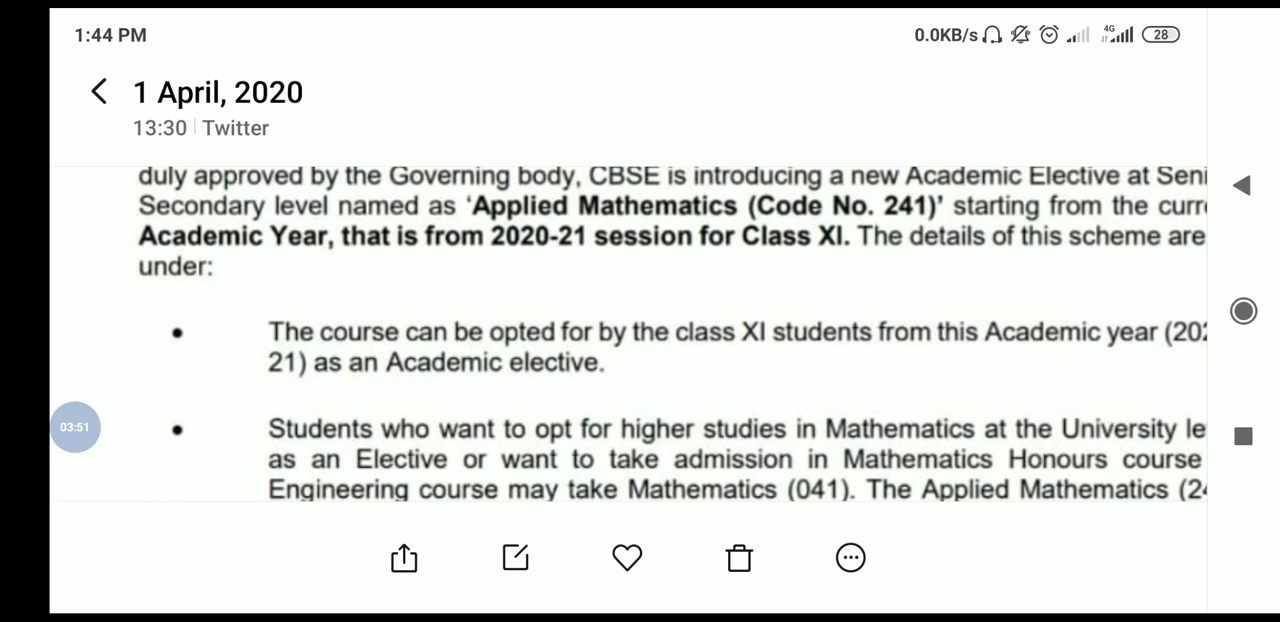 1:44 PM
0.0KB/s 4G 28
1 April, 2020
13:30 Twitter
duly approved by the Governing body, CBSE is introducing a new Academic Elective at
Secondary level named as ‘Applied Mathematics (Code No. 241)’ starting from the
Academic Year, that is from 2020-21 session for Class XI. The details of this scheme are
under:
• The course can be opted for by the class XI students from this Academic year
21) as an Academic elective.
03:51
• Students who want to opt for higher studies in Mathematics at the University
as an Elective or want to take admission in Mathematics Honours course
Engineering course may take Mathematics (041). The Applied Mathematics